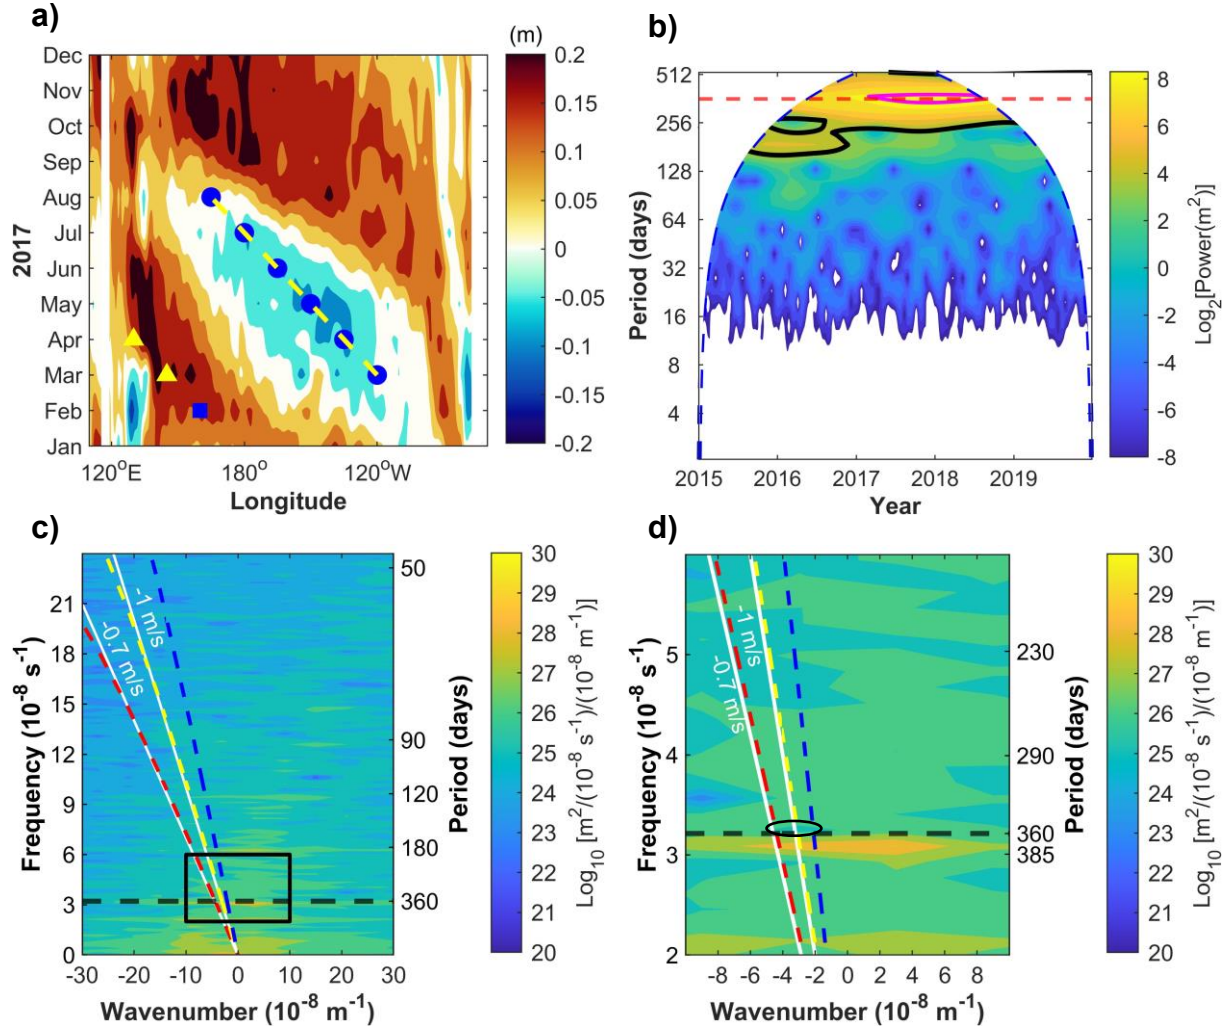 a)
(m)
Dec
Nov
Oct
Sep
Aug
Jul
Jun
May
Apr
Mar
Feb
Jan
2017
120°E
180°
120°W
Longitude
0.2
0.15
0.1
0.05
0
-0.05
-0.1
-0.15
-0.2
b)
512
256
128
64
32
16
8
4
Period (days)
2015
2016
2017
2018
2019
Year
8
6
4
2
0
-2
-4
-6
-8
Log2[Power(m²)]
c)
21
18
15
12
9
6
3
0
Frequency (10⁻⁸ s⁻¹)
-1 m/s
-0.7 m/s
-30
-20
-10
0
10
20
30
Wavenumber (10⁻⁸ m⁻¹)
50
90
120
180
360
Period (days)
30
29
28
27
26
25
24
23
22
21
20
Log₁₀ [m²/(10⁻⁸ s⁻¹)/(10⁻⁸ m⁻¹)]
d)
5
4
3
2
Frequency (10⁻⁸ s⁻¹)
-1 m/s
-0.7 m/s
-8
-6
-4
-2
0
2
4
6
8
Wavenumber (10⁻⁸ m⁻¹)
230
290
360
385
Period (days)
30
29
28
27
26
25
24
23
22
21
20
Log₁₀ [m²/(10⁻⁸ s⁻¹)/(10⁻⁸ m⁻¹)]